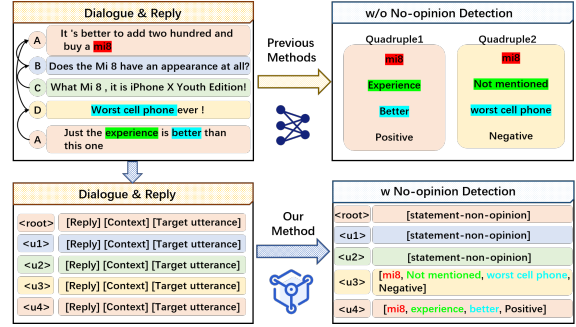 Dialogue & Reply
A
It 's better to add two hundred and
buy a mi8
B
Does the Mi 8 have an appearance at all?
C
What Mi 8 , it is iPhone X Youth Edition!
D
Worst cell phone ever !
A
Just the experience is better than
this one
Previous
Methods
w/o No-opinion Detection
Quadruple1
mi8
Experience
Better
Positive
Quadruple2
mi8
Not mentioned
worst cell phone
Negative
Dialogue & Reply
<root> [Reply] [Context] [Target utterance]
<u1> [Reply] [Context] [Target utterance]
<u2> [Reply] [Context] [Target utterance]
<u3> [Reply] [Context] [Target utterance]
<u4> [Reply] [Context] [Target utterance]
Our
Method
w No-opinion Detection
<root> [statement-non-opinion]
<u1> [statement-non-opinion]
<u2> [statement-non-opinion]
<u3> [mi8, Not mentioned, worst cell phone,
Negative]
<u4> [mi8, experience, better, Positive]